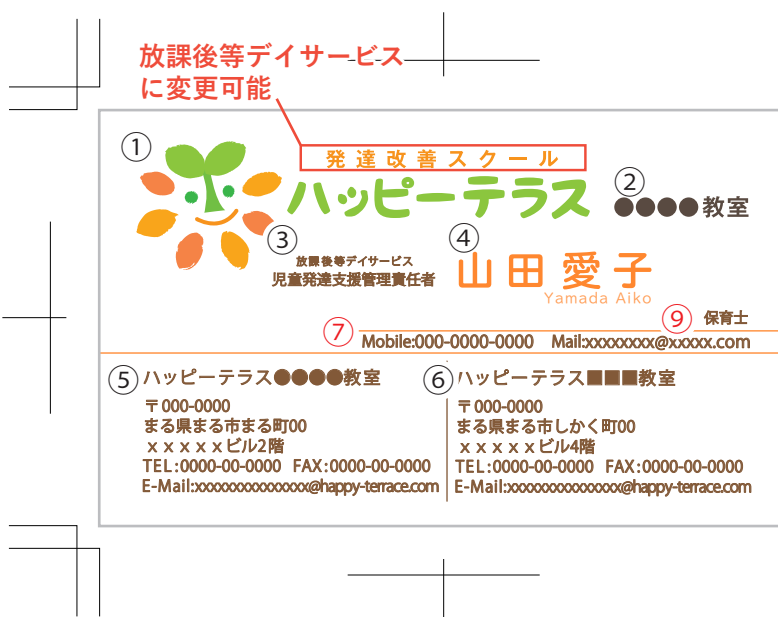 放課後等デイサービス
に変更可能
①
発達改善スクール
②
ハッピーテラス ●●●●教室
③ ④
放課後等デイサービス
児童発達支援管理責任者
山田愛子
Yamada Aiko
⑨ 保育士
⑦ Mobile:000-0000-0000 Mail:xxxxxxxx@xxxxx.com
⑤ ハッピーテラス●●●●教室
〒000-0000
まる県まる市まる町00
xxxxxビル2階
TEL:0000-00-0000 FAX:0000-00-0000
E-Mail:xxxxxxxxxxxxxxx@happy-terrace.com
⑥ ハッピーテラス■■■教室
〒000-0000
まる県まる市しかく町00
xxxxxビル4階
TEL:0000-00-0000 FAX:0000-00-0000
E-Mail:xxxxxxxxxxxxxxx@happy-terrace.com